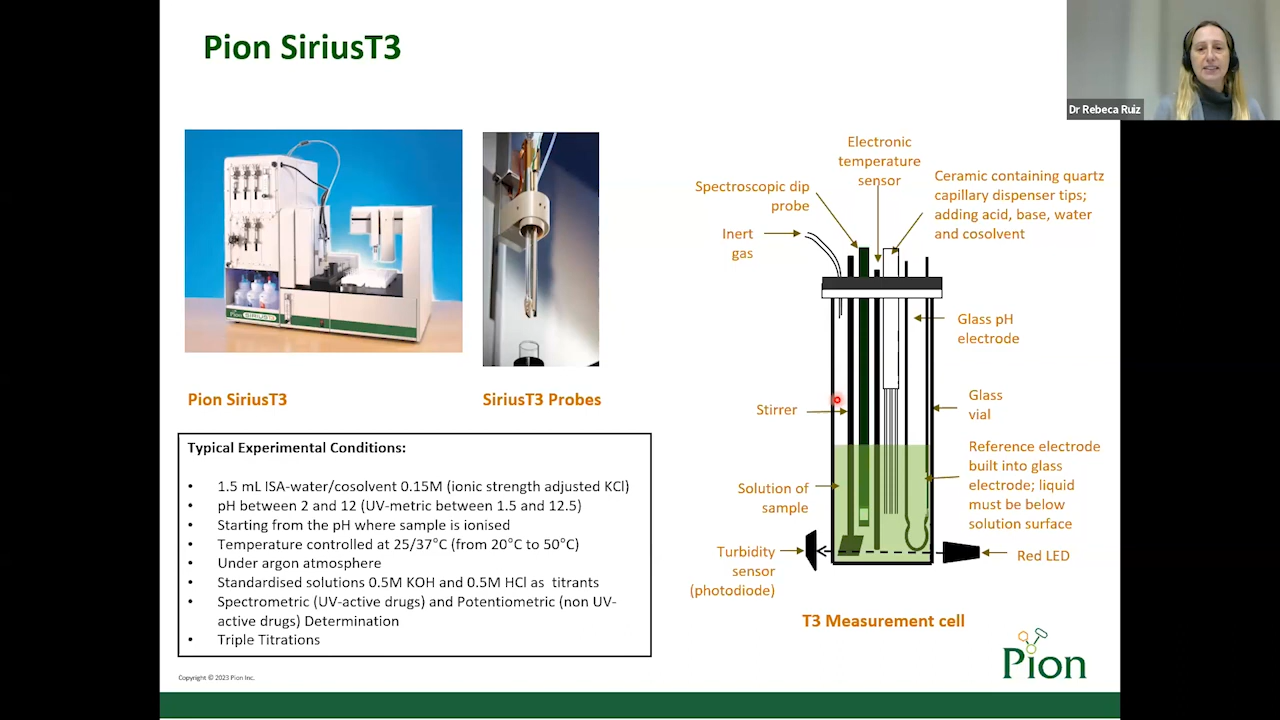 Pion SiriusT3
Dr Rebeca Ruiz
Pion
SIRIUST3
Pion SiriusT3
SiriusT3 Probes
Typical Experimental Conditions:
• 1.5 mL ISA-water/cosolvent 0.15M (ionic strength adjusted KCl)
• pH between 2 and 12 (UV-metric between 1.5 and 12.5)
• Starting from the pH where sample is ionised
• Temperature controlled at 25/37°C (from 20°C to 50°C)
• Under argon atmosphere
• Standardised solutions 0.5M KOH and 0.5M HCl as titrants
• Spectrometric (UV-active drugs) and Potentiometric (non UV-
active drugs) Determination
• Triple Titrations
Electronic
temperature
sensor
Spectroscopic dip
probe
Ceramic containing quartz
capillary dispenser tips;
adding acid, base, water
and cosolvent
Inert
gas
Glass pH
electrode
Stirrer
Glass
vial
Reference electrode
built into glass
electrode; liquid
must be below
solution surface
Solution of
sample
Turbidity
sensor
(photodiode)
Red LED
T3 Measurement cell
Pion
Copyright © 2023 Pion Inc.